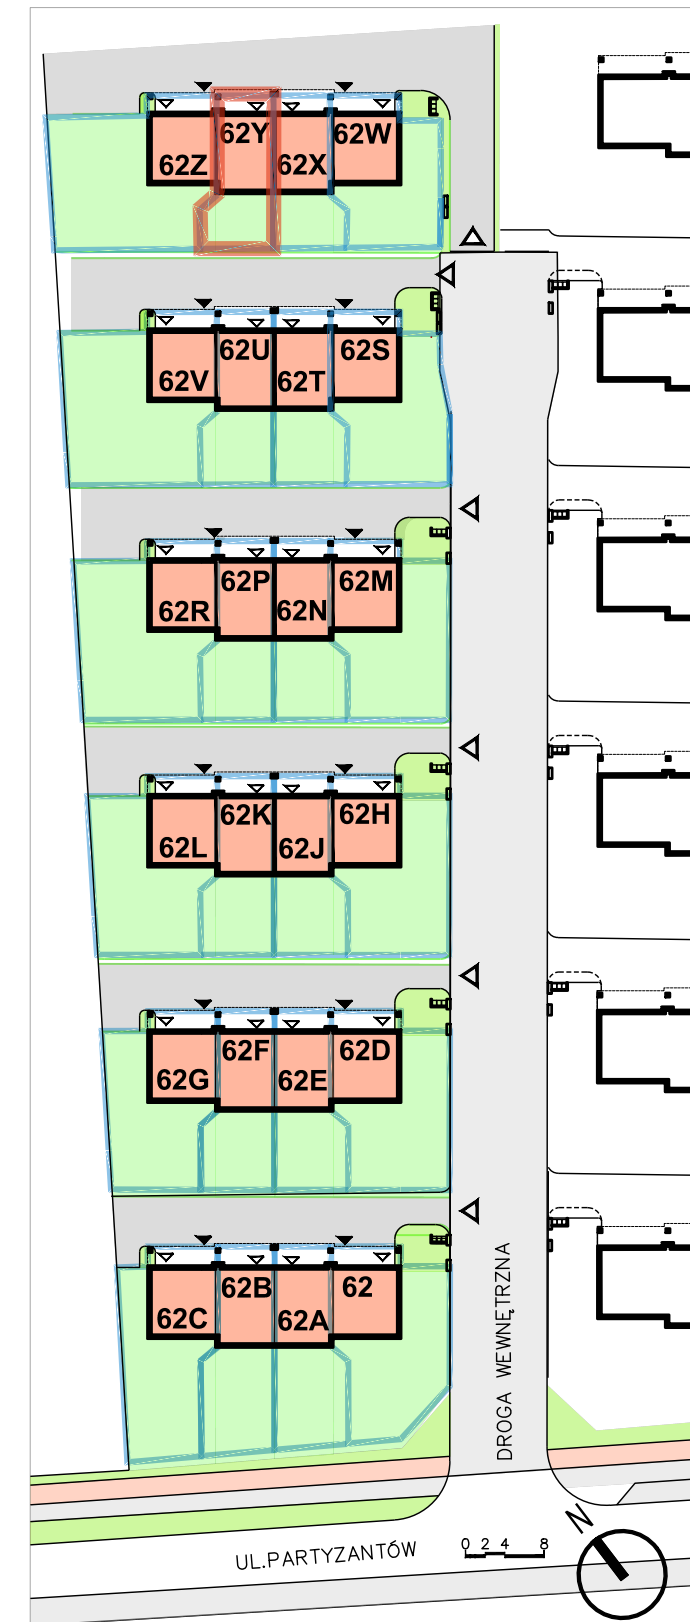 62Y 62W
62Z 62X
62U 62S
62V 62T
62P 62M
62R 62N
62K 62H
62L 62J
62F 62D
62G 62E
62B 62
62C 62A
DROGA WEWNĘTRZNA
N
0 2 4 8
UL.PARTYZANTÓW